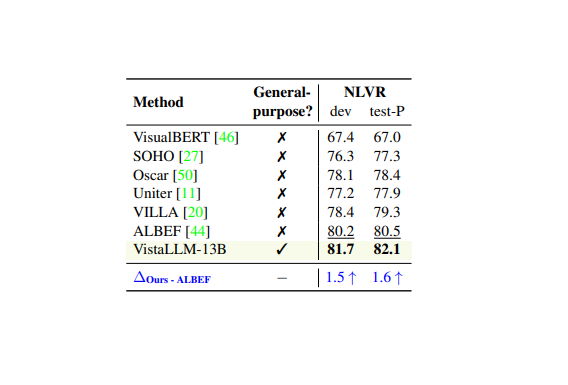 Method General-purpose? NLVR
dev test-P
VisualBERT [46] ✗ 67.4 67.0
SOHO [27] ✗ 76.3 77.3
Oscar [50] ✗ 78.1 78.4
Uniter [11] ✗ 77.2 77.9
VILLA [20] ✗ 78.4 79.3
ALBEF [44] ✗ 80.2 80.5
VistaLLM-13B ✓ 81.7 82.1
Δ Ours - ALBEF – 1.5 ↑ 1.6 ↑